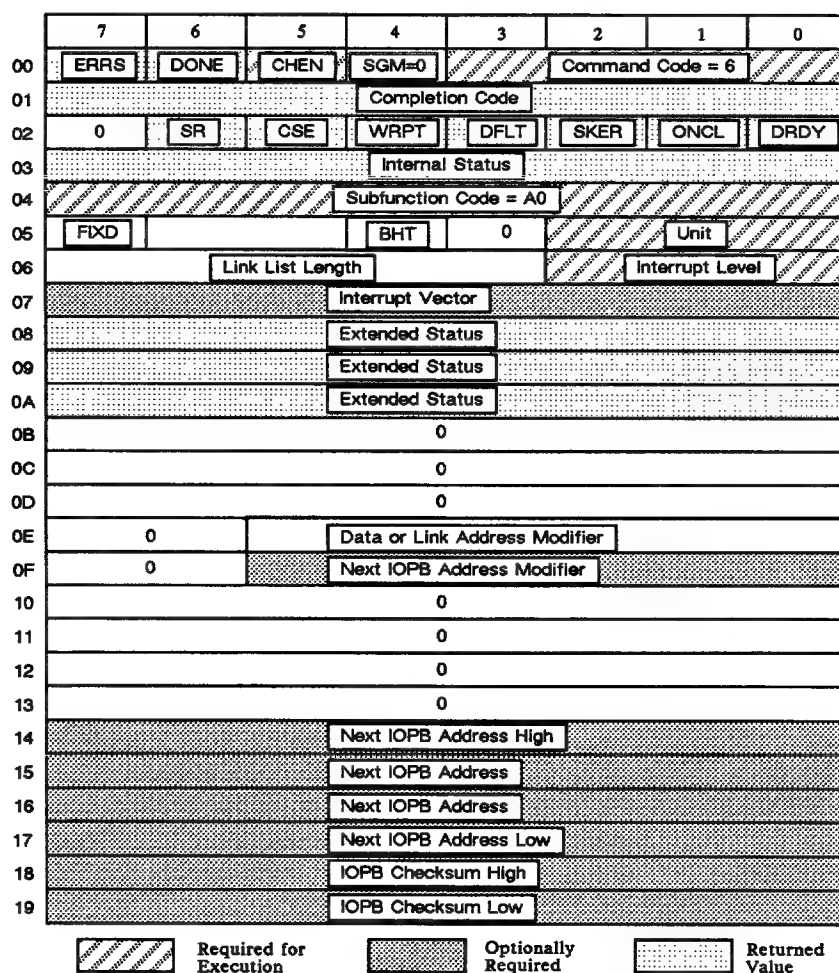 7 6 5 4 3 2 1 0
00 ERRS DONE CHEN SGM=0 Command Code = 6
01 Completion Code
02 0 SR CSE WRPT DFLT SKER ONCL DRDY
03 Internal Status
04 Subfunction Code = A0
05 FIXD BHT 0 Unit
06 Link List Length Interrupt Level
07 Interrupt Vector
08 Extended Status
09 Extended Status
0A Extended Status
0B 0
0C 0
0D 0
0E 0 Data or Link Address Modifier
0F 0 Next IOPB Address Modifier
10 0
11 0
12 0
13 0
14 Next IOPB Address High
15 Next IOPB Address
16 Next IOPB Address
17 Next IOPB Address Low
18 IOPB Checksum High
19 IOPB Checksum Low
Required for Optionally Returned
Execution Required Value